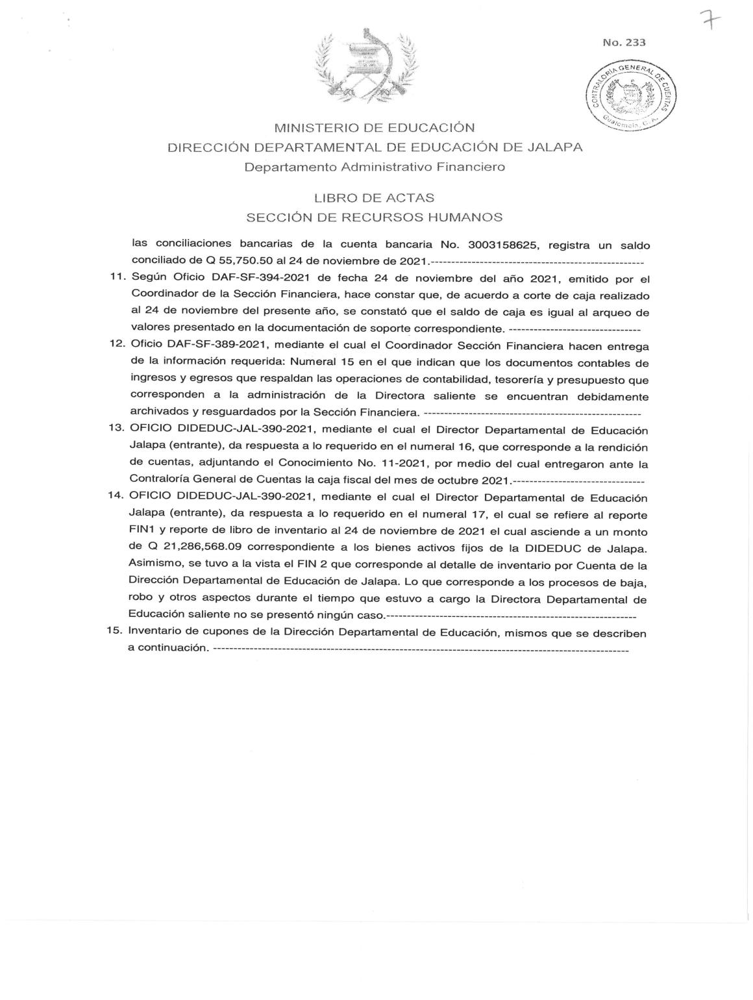 7
No. 233
CONTRALORÍA GENERAL DE CUENTAS
Guatemala, C. A.
MINISTERIO DE EDUCACIÓN
DIRECCIÓN DEPARTAMENTAL DE EDUCACIÓN DE JALAPA
Departamento Administrativo Financiero
LIBRO DE ACTAS
SECCIÓN DE RECURSOS HUMANOS
las conciliaciones bancarias de la cuenta bancaria No. 3003158625, registra un saldo
conciliado de Q 55,750.50 al 24 de noviembre de 2021.----------------------------------------------------
11. Según Oficio DAF-SF-394-2021 de fecha 24 de noviembre del año 2021, emitido por el
Coordinador de la Sección Financiera, hace constar que, de acuerdo a corte de caja realizado
al 24 de noviembre del presente año, se constató que el saldo de caja es igual al arqueo de
valores presentado en la documentación de soporte correspondiente. --------------------------------
12. Oficio DAF-SF-389-2021, mediante el cual el Coordinador Sección Financiera hacen entrega
de la información requerida: Numeral 15 en el que indican que los documentos contables de
ingresos y egresos que respaldan las operaciones de contabilidad, tesorería y presupuesto que
corresponden a la administración de la Directora saliente se encuentran debidamente
archivados y resguardados por la Sección Financiera. -----------------------------------------------------
13. OFICIO DIDEDUC-JAL-390-2021, mediante el cual el Director Departamental de Educación
Jalapa (entrante), da respuesta a lo requerido en el numeral 16, que corresponde a la rendición
de cuentas, adjuntando el Conocimiento No. 11-2021, por medio del cual entregaron ante la
Contraloría General de Cuentas la caja fiscal del mes de octubre 2021.--------------------------------
14. OFICIO DIDEDUC-JAL-390-2021, mediante el cual el Director Departamental de Educación
Jalapa (entrante), da respuesta a lo requerido en el numeral 17, el cual se refiere al reporte
FIN1 y reporte de libro de inventario al 24 de noviembre de 2021 el cual asciende a un monto
de Q 21,286,568.09 correspondiente a los bienes activos fijos de la DIDEDUC de Jalapa.
Asimismo, se tuvo a la vista el FIN 2 que corresponde al detalle de inventario por Cuenta de la
Dirección Departamental de Educación de Jalapa. Lo que corresponde a los procesos de baja,
robo y otros aspectos durante el tiempo que estuvo a cargo la Directora Departamental de
Educación saliente no se presentó ningún caso.-------------------------------------------------------------
15. Inventario de cupones de la Dirección Departamental de Educación, mismos que se describen
a continuación. -----------------------------------------------------------------------------------------------------